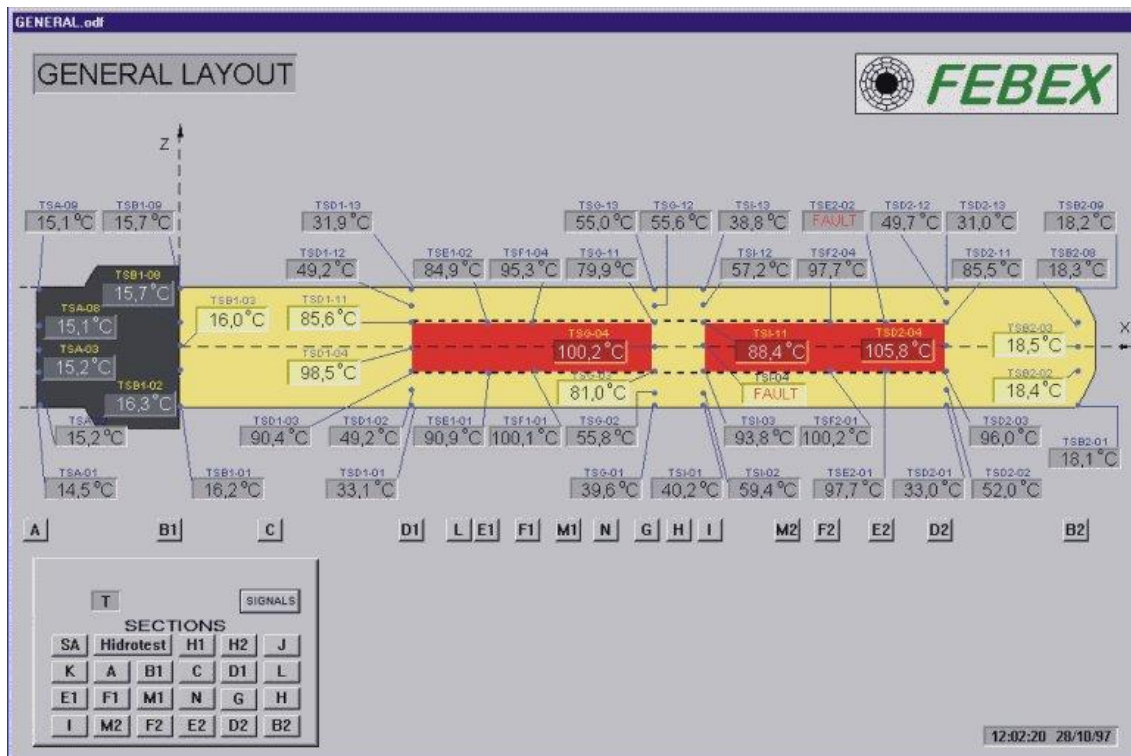 GENERAL.odf
GENERAL LAYOUT
FEBEX
Z
TSA-09 TSB1-09 TSD1-13 TSG-13 TSG-12 TSI-13 TSE2-02 TSD2-12 TSD2-13 TSB2-09
15,1°C 15,7°C 31,9°C 55,0°C 55,6°C 38,8°C FAULT 49,7°C 31,0°C 18,2°C
TSD1-12 TSE1-02 TSF1-04 TSG-11 TSI-12 TSF2-04 TSD2-11 TSB2-08
49,2°C 84,9°C 95,3°C 79,9°C 57,2°C 97,7°C 85,5°C 18,3°C
TSB1-08
15,7°C
TSB1-03 TSD1-11
16,0°C 85,6°C
TSA-08
15,1°C
TSG-04 TSI-11 TSD2-04 TSB2-03 X
100,2°C 88,4°C 105,8°C 18,5°C
TSA-03 TSD1-04
15,2°C 98,5°C
TSB1-02 TSI-04 TSB2-02
16,3°C 81,0°C FAULT 18,4°C
TSD1-03 TSD1-02 TSE1-01 TSF1-01 TSG-02 TSI-03 TSF2-01 TSD2-03 TSB2-01
15,2°C 90,4°C 49,2°C 90,9°C 100,1°C 55,8°C 93,8°C 100,2°C 96,0°C 18,1°C
TSA-01 TSB1-01 TSD1-01 TSG-01 TSI-01 TSI-02 TSE2-01 TSD2-01 TSD2-02
14,5°C 16,2°C 33,1°C 39,6°C 40,2°C 59,4°C 97,7°C 33,0°C 52,0°C
A B1 C D1 L E1 F1 M1 N G H I M2 F2 E2 D2 B2
T SIGNALS
SECTIONS
SA Hidrotest H1 H2 J
K A B1 C D1 L
E1 F1 M1 N G H
I M2 F2 E2 D2 B2
12:02:20 28/10/97